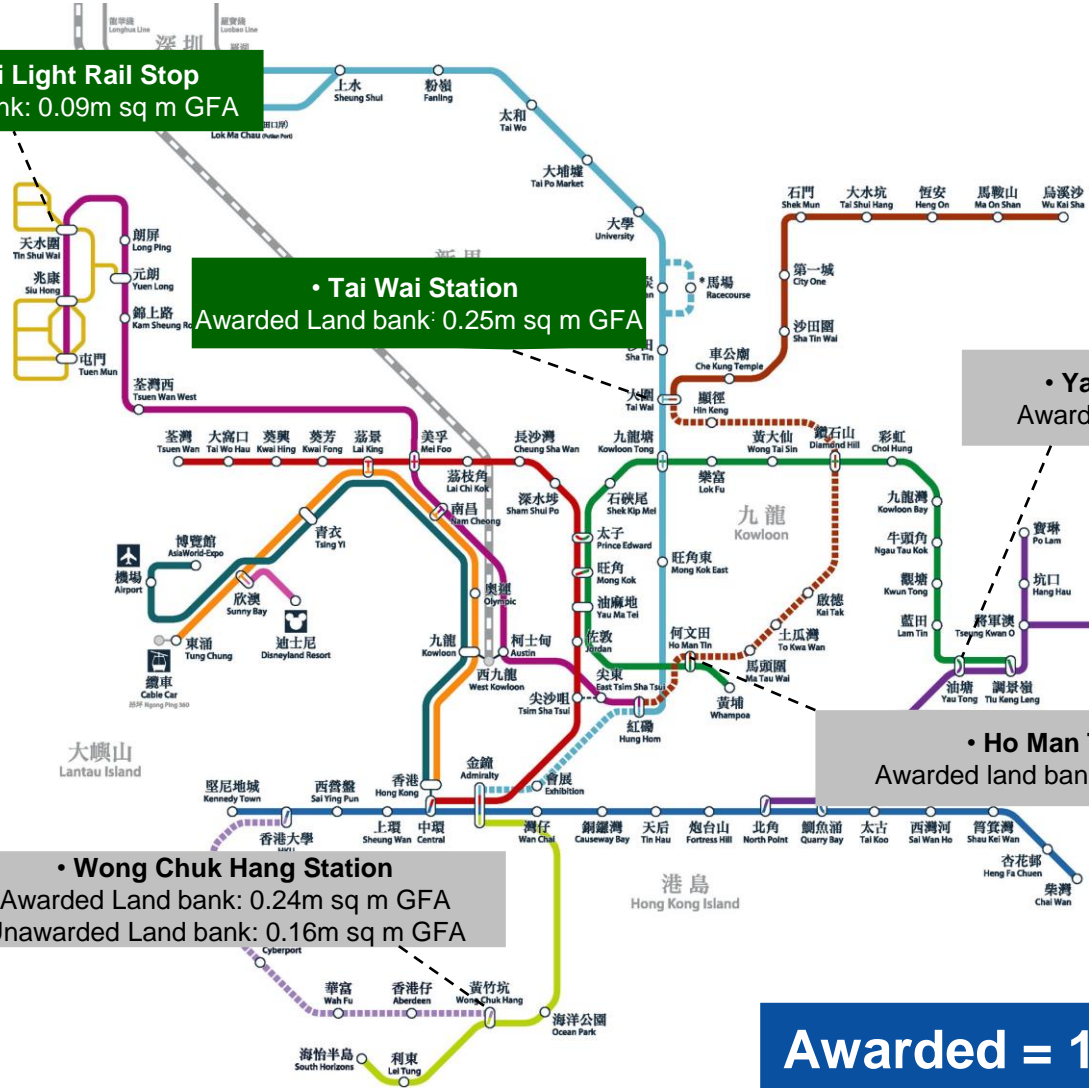 龍華綫
Longhua Line
羅寶綫
Luobao Line
深圳
i Light Rail Stop
nk: 0.09m sq m GFA
上水
Sheung Shui
粉嶺
Fanling
Lok Ma Chau
太和
Tai Wo
大埔墟
Tai Po Market
大學
University
石門
Shek Mun
大水坑
Tai Shui Hang
恆安
Heng On
馬鞍山
Ma On Shan
烏溪沙
Wu Kai Sha
天水圍
Tin Shui Wai
朗屏
Long Ping
兆康
Siu Hong
元朗
Yuen Long
錦上路
Kam Sheung Ro
屯門
Tuen Mun
• Tai Wai Station
Awarded Land bank: 0.25m sq m GFA
*馬場
Racecourse
第一城
City One
沙田圍
Sha Tin Wai
Sha Tin
車公廟
Che Kung Temple
大圍
Tai Wai
顯徑
Hin Keng
• Ya
Award
荃灣西
Tsuen Wan West
荃灣
Tsuen Wan
大窩口
Tai Wo Hau
葵興
Kwai Hing
葵芳
Kwai Fong
荔景
Lai King
美孚
Mei Foo
荔枝角
Lai Chi Kok
長沙灣
Cheung Sha Wan
深水埗
Sham Shui Po
九龍塘
Kowloon Tong
石硤尾
Shek Kip Mei
樂富
Lok Fu
黃大仙
Wong Tai Sin
鑽石山
Diamond Hill
彩虹
Choi Hung
九龍灣
Kowloon Bay
牛頭角
Ngau Tau Kok
觀塘
Kwun Tong
藍田
Lam Tin
九龍
Kowloon
寶琳
Po Lam
坑口
Hang Hau
將軍澳
Tseung Kwan O
油塘
Yau Tong
調景嶺
Tiu Keng Leng
南昌
Nam Cheong
太子
Prince Edward
旺角
Mong Kok
油麻地
Yau Ma Tei
旺角東
Mong Kok East
啟德
Kai Tak
土瓜灣
To Kwa Wan
馬頭圍
Ma Tau Wai
何文田
Ho Man Tin
黃埔
Whampoa
青衣
Tsing Yi
博覽館
AsiaWorld-Expo
機場
Airport
欣澳
Sunny Bay
迪士尼
Disneyland Resort
東涌
Tung Chung
纜車
Cable Car
昂坪 Ngong Ping 360
奧運
Olympic
九龍
Kowloon
柯士甸
Austin
西九龍
West Kowloon
佐敦
Jordan
尖東
East Tsim Sha Tsui
尖沙咀
Tsim Sha Tsui
紅磡
Hung Hom
• Ho Man T
Awarded land ban
大嶼山
Lantau Island
堅尼地城
Kennedy Town
香港大學
HKU
西營盤
Sai Ying Pun
上環
Sheung Wan
香港
Hong Kong
中環
Central
金鐘
Admiralty
會展
Exhibition
灣仔
Wan Chai
銅鑼灣
Causeway Bay
天后
Tin Hau
炮台山
Fortress Hill
北角
North Point
鰂魚涌
Quarry Bay
太古
Tai Koo
西灣河
Sai Wan Ho
筲箕灣
Shau Kei Wan
杏花邨
Heng Fa Chuen
柴灣
Chai Wan
港島
Hong Kong Island
• Wong Chuk Hang Station
Awarded Land bank: 0.24m sq m GFA
Unawarded Land bank: 0.16m sq m GFA
Cyberport
華富
Wah Fu
香港仔
Aberdeen
黃竹坑
Wong Chuk Hang
海洋公園
Ocean Park
海怡半島
South Horizons
利東
Lei Tung
Awarded = 1